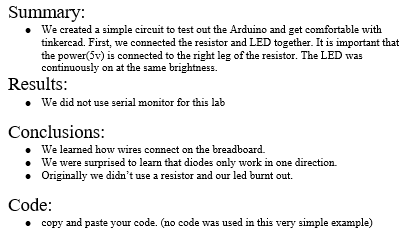 Summary:
● We created a simple circuit to test out the Arduino and get comfortable with
tinkercad. First, we connected the resistor and LED together. It is important that
the power(5v) is connected to the right leg of the resistor. The LED was
continuously on at the same brightness.
Results:
● We did not use serial monitor for this lab
Conclusions:
● We learned how wires connect on the breadboard.
● We were surprised to learn that diodes only work in one direction.
● Originally we didn't use a resistor and our led burnt out.
Code:
● copy and paste your code. (no code was used in this very simple example)